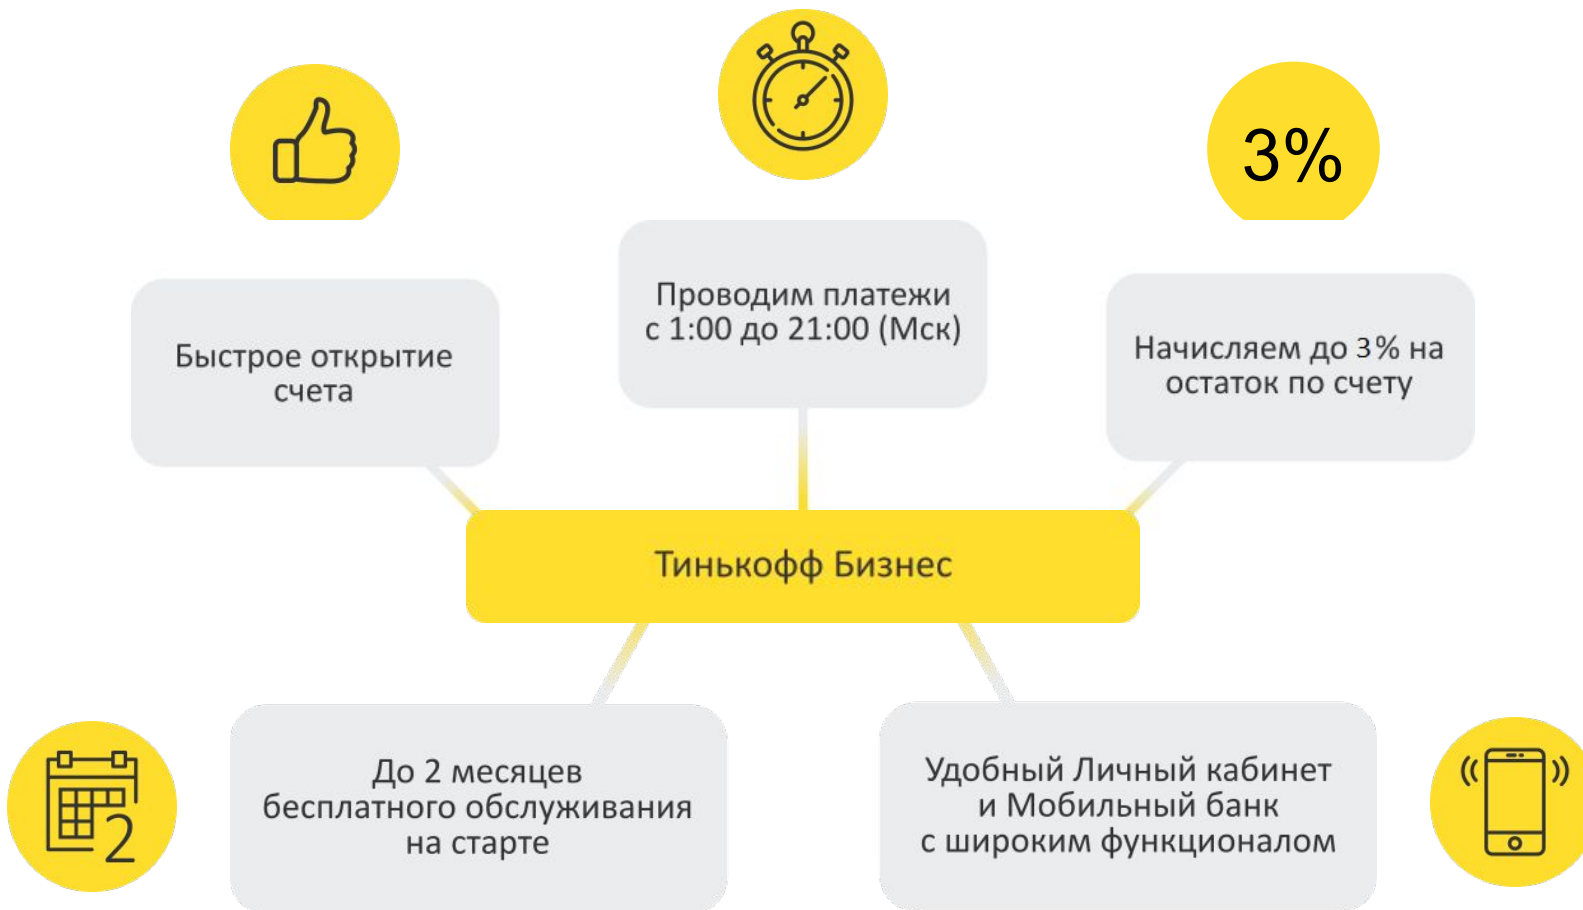 3%
Проводим платежи
с 1:00 до 21:00 (Мск)
Быстрое открытие
счета
Начисляем до 3% на
остаток по счету
Тинькофф Бизнес
2
До 2 месяцев
бесплатного обслуживания
на старте
Удобный Личный кабинет
и Мобильный банк
с широким функционалом